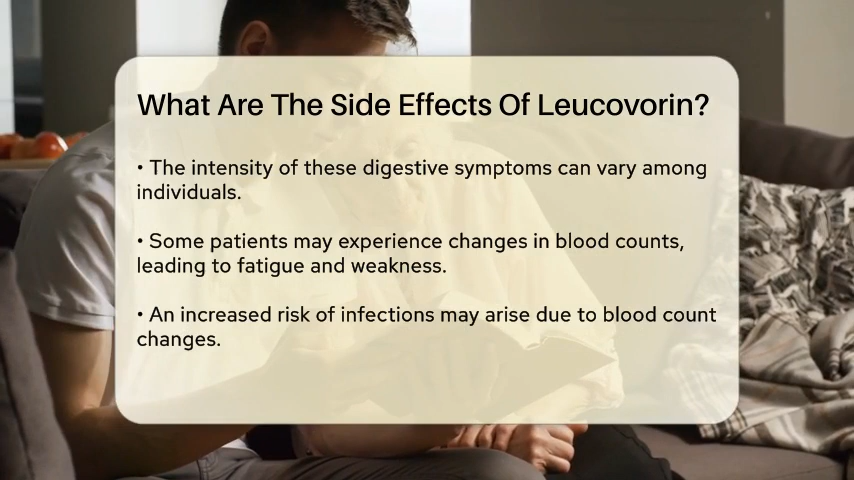 What Are The Side Effects Of Leucovorin?
• The intensity of these digestive symptoms can vary among
individuals.
• Some patients may experience changes in blood counts,
leading to fatigue and weakness.
• An increased risk of infections may arise due to blood count
changes.